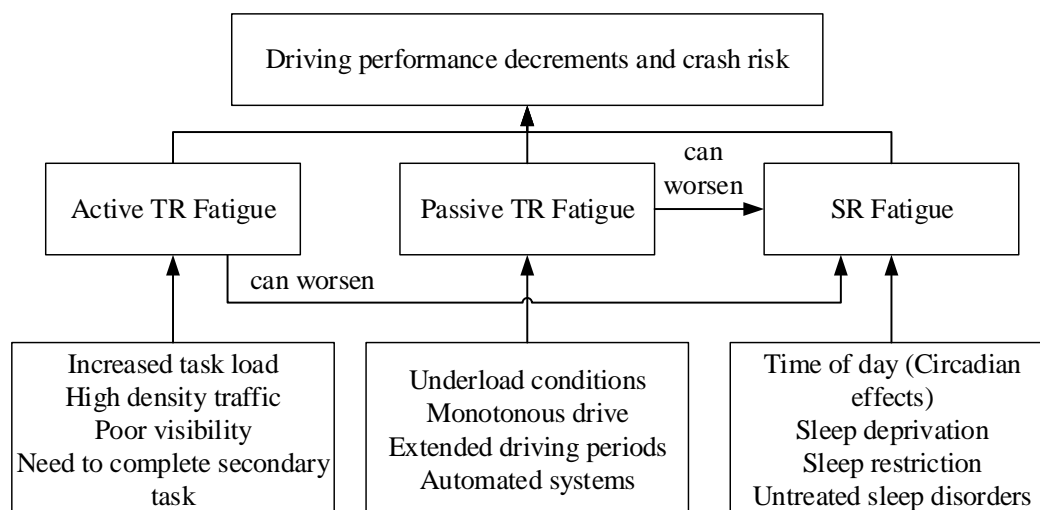 Driving performance decrements and crash risk
can
worsen
Active TR Fatigue
Passive TR Fatigue
SR Fatigue
can worsen
Increased task load
High density traffic
Poor visibility
Need to complete secondary
task
Underload conditions
Monotonous drive
Extended driving periods
Automated systems
Time of day (Circadian
effects)
Sleep deprivation
Sleep restriction
Untreated sleep disorders